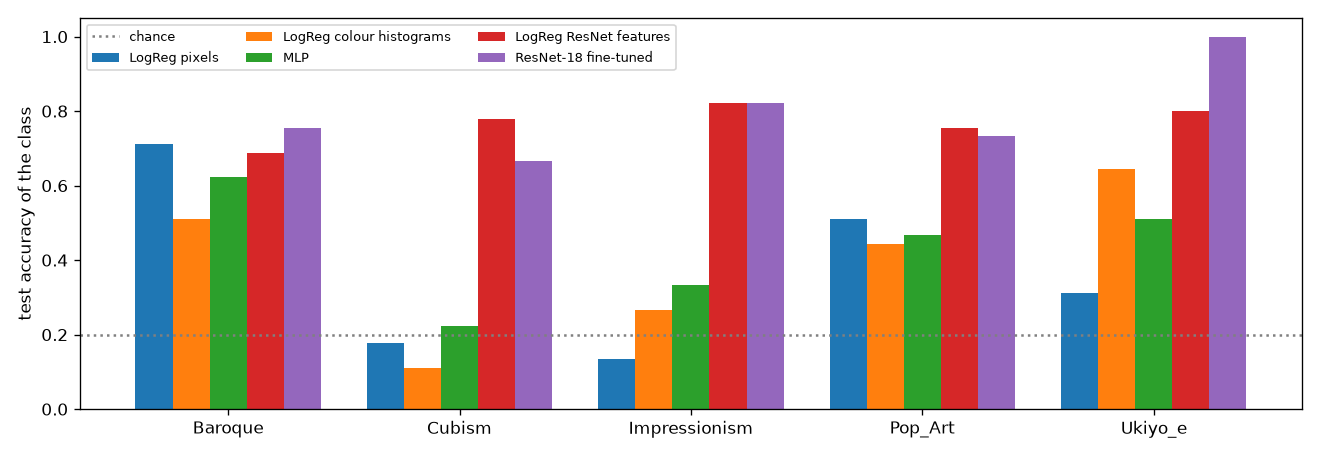 test accuracy of the class
1.0
0.8
0.6
0.4
0.2
0.0
chance
LogReg pixels
LogReg colour histograms
MLP
LogReg ResNet features
ResNet-18 fine-tuned
Baroque
Cubism
Impressionism
Pop_Art
Ukiyo_e